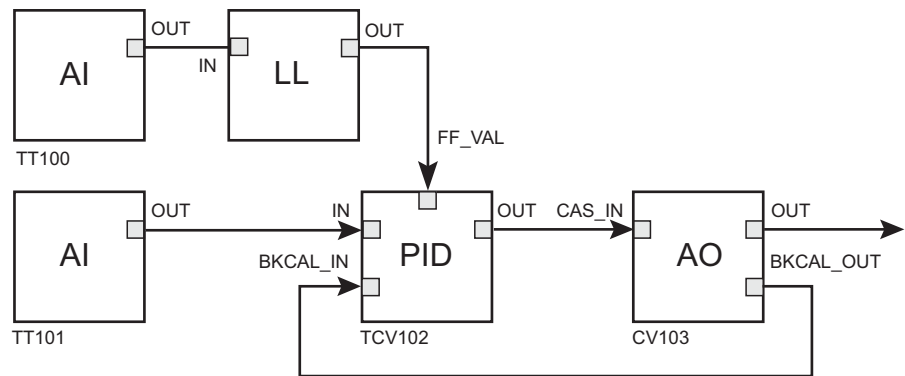 OUT
OUT
AI
LL
IN
TT100
FF_VAL
OUT
IN
OUT
CAS_IN
OUT
AI
PID
AO
BKCAL_IN
BKCAL_OUT
TT101
TCV102
CV103